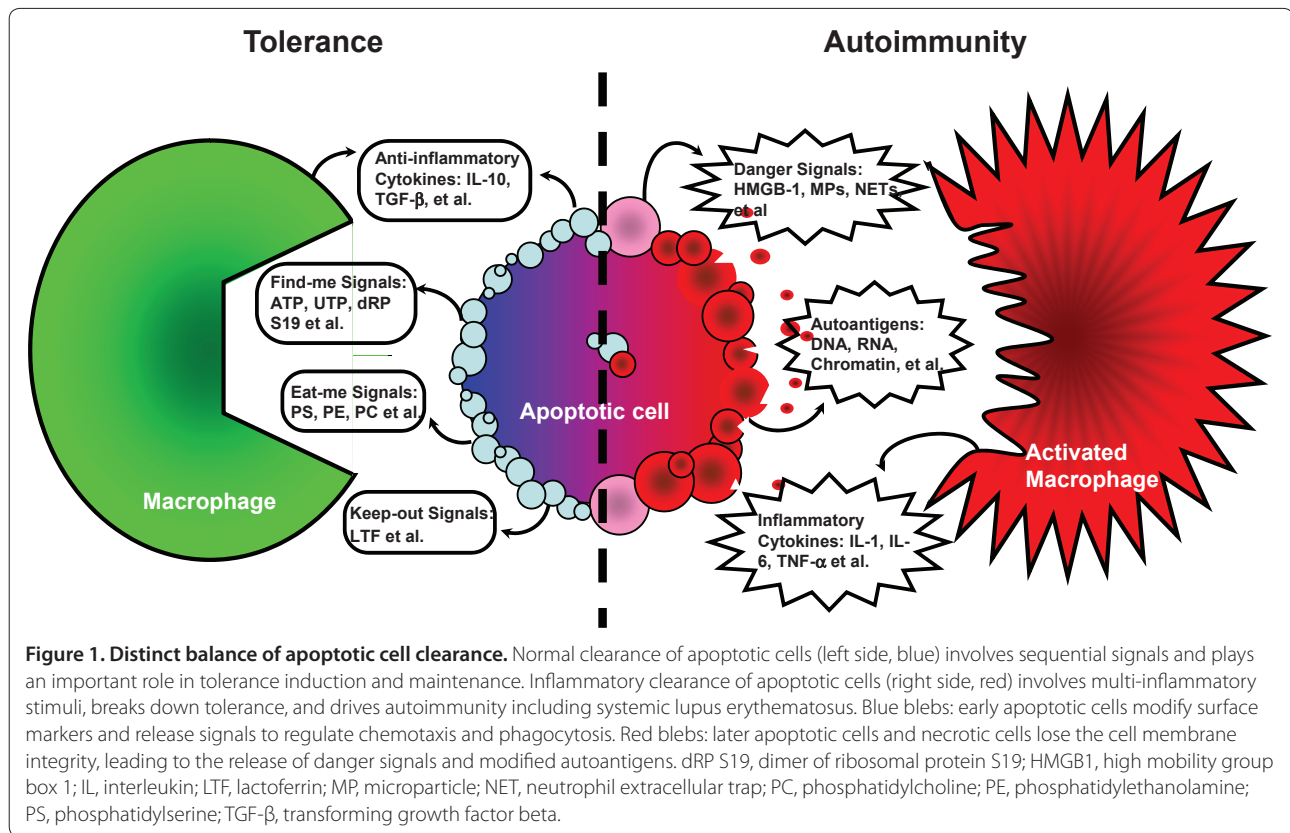 Tolerance
Autoimmunity
Anti-inflammatory
Cytokines: IL-10,
TGF-β, et al.
Find-me Signals:
ATP, UTP, dRP
S19 et al.
Eat-me Signals:
PS, PE, PC et al.
Keep-out Signals:
LTF et al.
Macrophage
Apoptotic cell
Danger Signals:
HMGB-1, MPs, NETs,
et al
Autoantigens:
DNA, RNA,
Chromatin, et al.
Inflammatory
Cytokines: IL-1, IL-
6, TNF-α et al.
Activated
Macrophage
Figure 1. Distinct balance of apoptotic cell clearance. Normal clearance of apoptotic cells (left side, blue) involves sequential signals and plays
an important role in tolerance induction and maintenance. Inflammatory clearance of apoptotic cells (right side, red) involves multi-inflammatory
stimuli, breaks down tolerance, and drives autoimmunity including systemic lupus erythematosus. Blue blebs: early apoptotic cells modify surface
markers and release signals to regulate chemotaxis and phagocytosis. Red blebs: later apoptotic cells and necrotic cells lose the cell membrane
integrity, leading to the release of danger signals and modified autoantigens. dRP S19, dimer of ribosomal protein S19; HMGB1, high mobility group
box 1; IL, interleukin; LTF, lactoferrin; MP, microparticle; NET, neutrophil extracellular trap; PC, phosphatidylcholine; PE, phosphatidylethanolamine;
PS, phosphatidylserine; TGF-β, transforming growth factor beta.